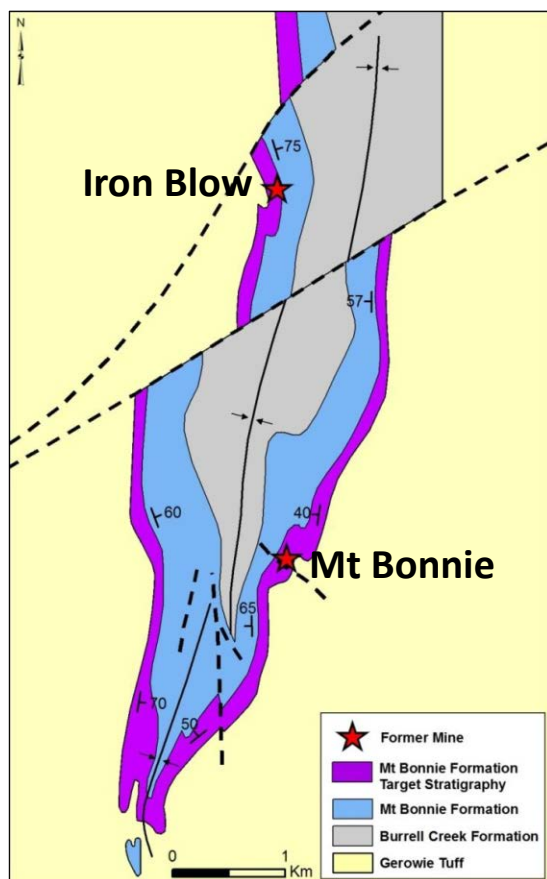 N
75
Iron Blow
57
60
40
Mt Bonnie
65
70
50
Former Mine
Mt Bonnie Formation
Target Stratigraphy
Mt Bonnie Formation
Burrell Creek Formation
Gerowie Tuff
0 1
Km